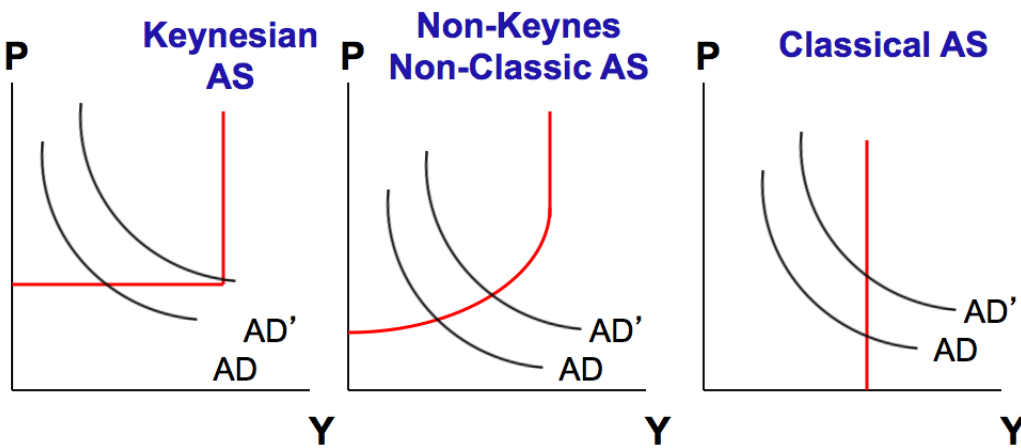 P
Keynesian
AS
AD’
AD
Y
P
Non-Keynes
Non-Classic AS
AD’
AD
Y
P
Classical AS
AD’
AD
Y